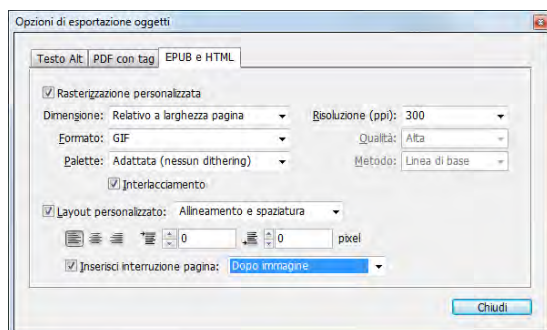 Opzioni di esportazione oggetti
Testo Alt PDF con tag EPUB e HTML
Rasterizzazione personalizzata
Dimensione: Relativo a larghezza pagina Risoluzione (ppi): 300
Formato: GIF Qualità: Alta
Palette: Adattata (nessun dithering) Metodo: Linea di base
Interlacciamento
Layout personalizzato: Allineamento e spaziatura
0 0 pixel
Inserisci interruzione pagina: Dopo immagine
Chiudi